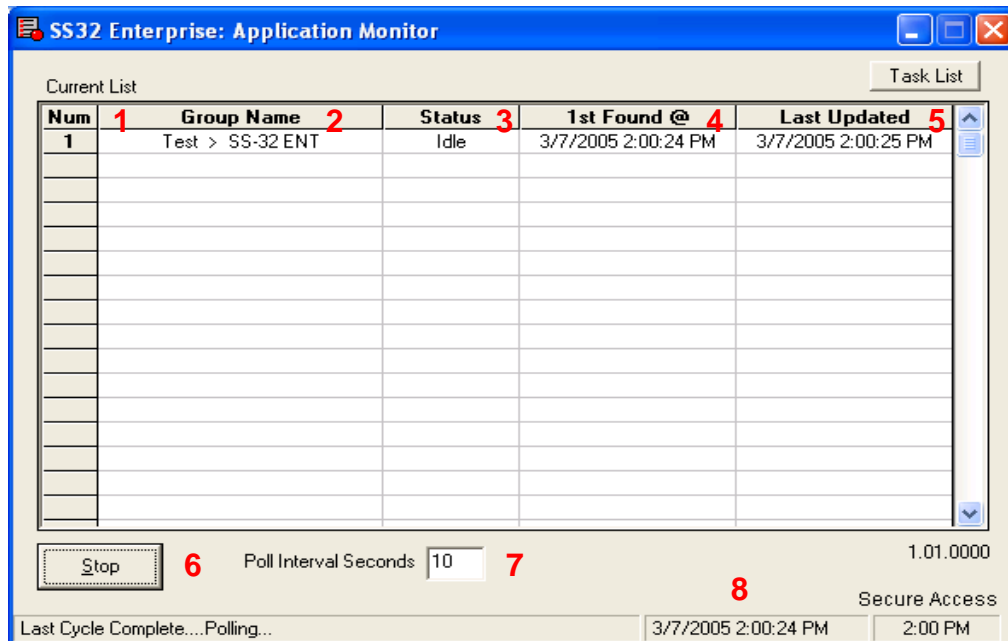 SS32 Enterprise: Application Monitor
Task List
Current List
Num 1 Group Name 2 Status 3 1st Found @ 4 Last Updated 5
1 Test > SS-32 ENT Idle 3/7/2005 2:00:24 PM 3/7/2005 2:00:25 PM
Stop 6 Poll Interval Seconds 10 7 1.01.0000
8
Secure Access
Last Cycle Complete....Polling... 3/7/2005 2:00:24 PM 2:00 PM